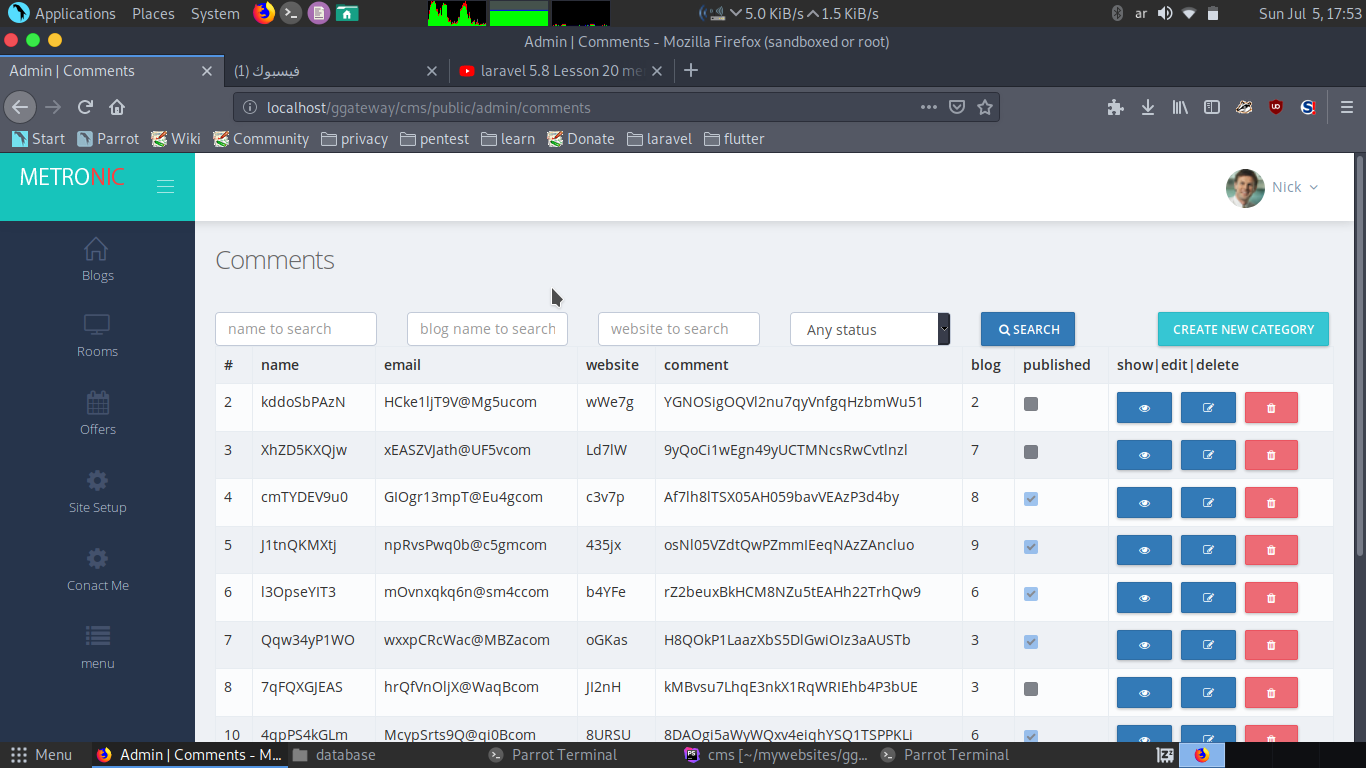 Applications Places System 5.0 KiB/s 1.5 KiB/s ar Sun Jul 5, 17:53
Admin | Comments - Mozilla Firefox (sandboxed or root)
Admin | Comments (1) فيسبوك laravel 5.8 Lesson 20 me
localhost/ggateway/cms/public/admin/comments
Start Parrot Wiki Community privacy pentest learn Donate laravel flutter
METRONIC
Nick
Blogs
Rooms
Offers
Site Setup
Conact Me
menu
Comments
name to search blog name to search website to search Any status SEARCH CREATE NEW CATEGORY
# name email website comment blog published show|edit|delete
2 kddoSbPAzN HCke1ljT9V@Mg5ucom wWe7g YGNOSigOQVl2nu7qyVnfgqHzbmWu51 2
3 XhZD5KXQjw xEASZVJath@UF5vcom Ld7lW 9yQoCi1wEgn49yUCTMNcsRwCvtlnzl 7
4 cmTYDEV9u0 GIOgr13mpT@Eu4gcom c3v7p Af7lh8lTSX05AH059bavVEAzP3d4by 8
5 J1tnQKMXtj npRvsPwq0b@c5gmcom 435jx osNl05VZdtQwPZmmIEeqNAzZAncluo 9
6 l3OpseYIT3 mOvnxqkq6n@sm4ccom b4YFe rZ2beuxBkHCM8NZu5tEAHh22TrhQw9 6
7 Qqw34yP1WO wxxpCRcWac@MBZacom oGKas H8QOkP1LaazXbS5DlGwiOIz3aAUSTb 3
8 7qFQXGJEAS hrQfVnOljX@WaqBcom JI2nH kMBvsu7LhqE3nkX1RqWRIEhb4P3bUE 3
10 4qpPS4kGLm McypSrts9Q@qi0Bcom 8URSU 8DAOgi5aWyWQxv4eiqhYSQ1TSPPKLi 6
Menu Admin | Comments - M... database Parrot Terminal cms [~/mywebsites/gg... Parrot Terminal